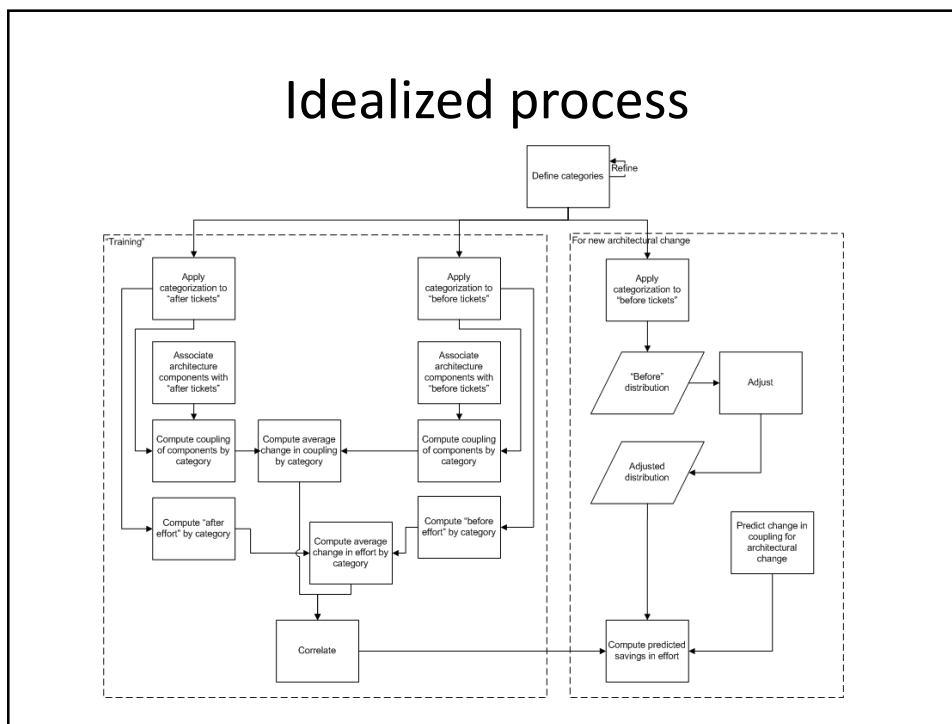 Idealized process
Define categories
Refine
"Training"
For new architectural change
Apply
categorization to
"after tickets"
Apply
categorization to
"before tickets"
Apply
categorization to
"before tickets"
Associate
architecture
components with
"after tickets"
Associate
architecture
components with
"before tickets"
"Before"
distribution
Adjust
Compute coupling
of components by
category
Compute average
change in coupling
by category
Compute coupling
of components by
category
Adjusted
distribution
Compute "after
effort" by category
Compute average
change in effort by
category
Compute "before
effort" by category
Predict change in
coupling for
architectural
change
Correlate
Compute predicted
savings in effort